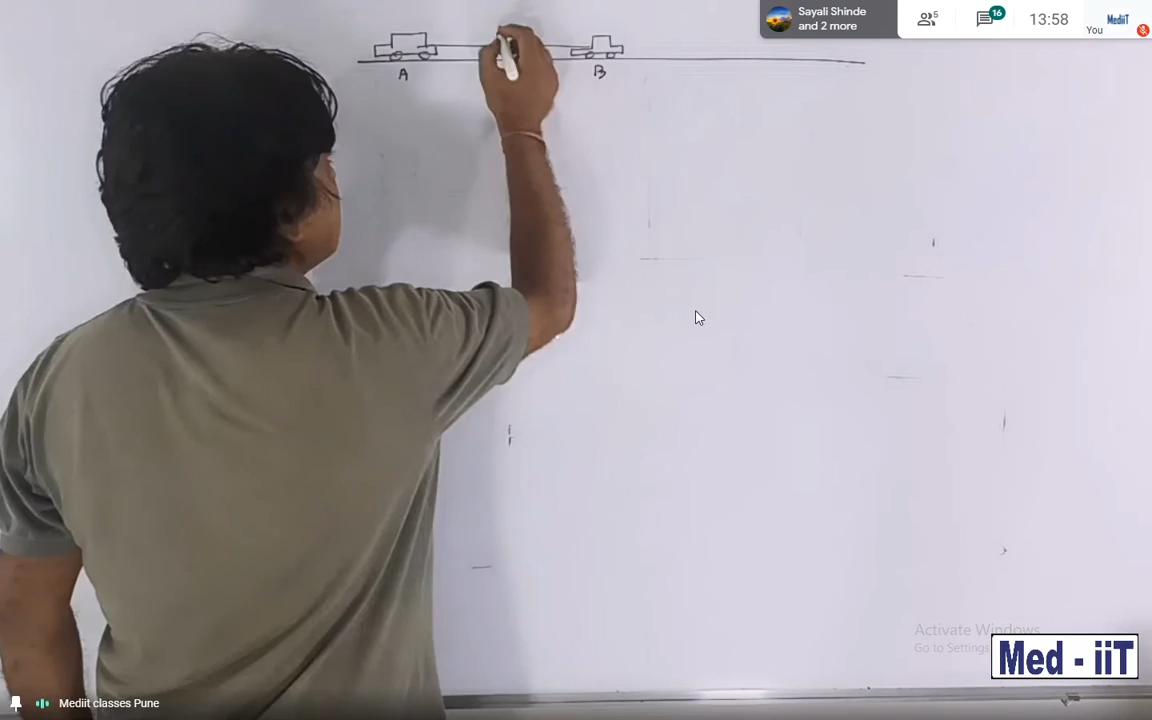 Sayali Shinde
and 2 more
5
16
13:58
MediiT
You
A
B
Activate Windows
Go to Settings
Med - iiT
Mediit classes Pune